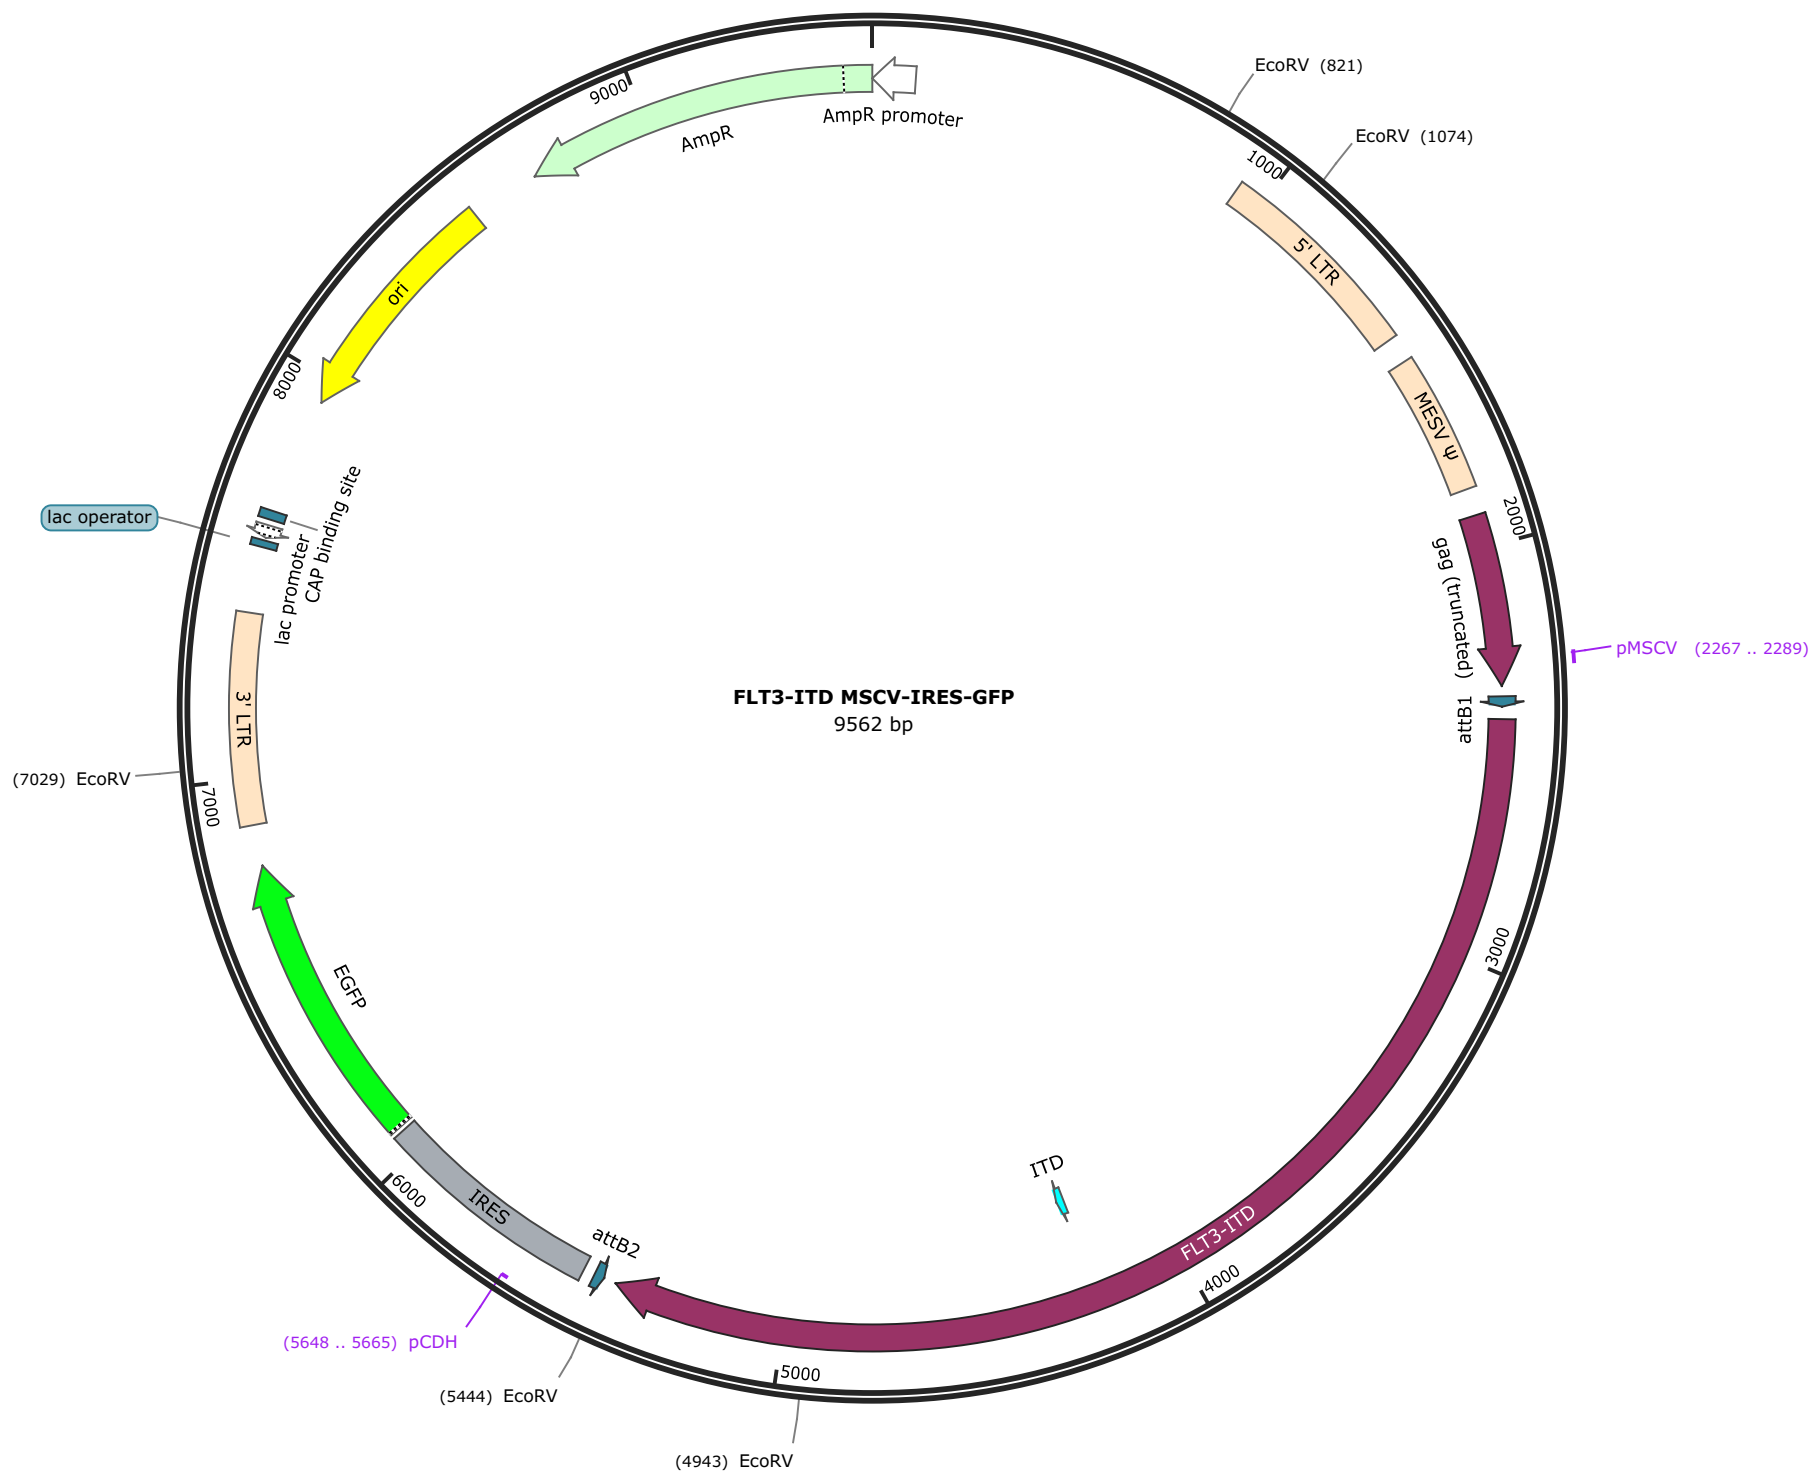 9000
AmpR
AmpR promoter
EcoRV (821)
EcoRV (1074)
1000
5' LTR
ori
8000
MESV Ψ
2000
lac operator
CAP binding site
lac promoter
gag (truncated)
pMSCV (2267 .. 2289)
attB1
3' LTR
FLT3-ITD MSCV-IRES-GFP
9562 bp
(7029) EcoRV
7000
3000
EGFP
ITD
FLT3-ITD
6000
IRES
attB2
4000
(5648 .. 5665) pCDH
5000
(5444) EcoRV
(4943) EcoRV